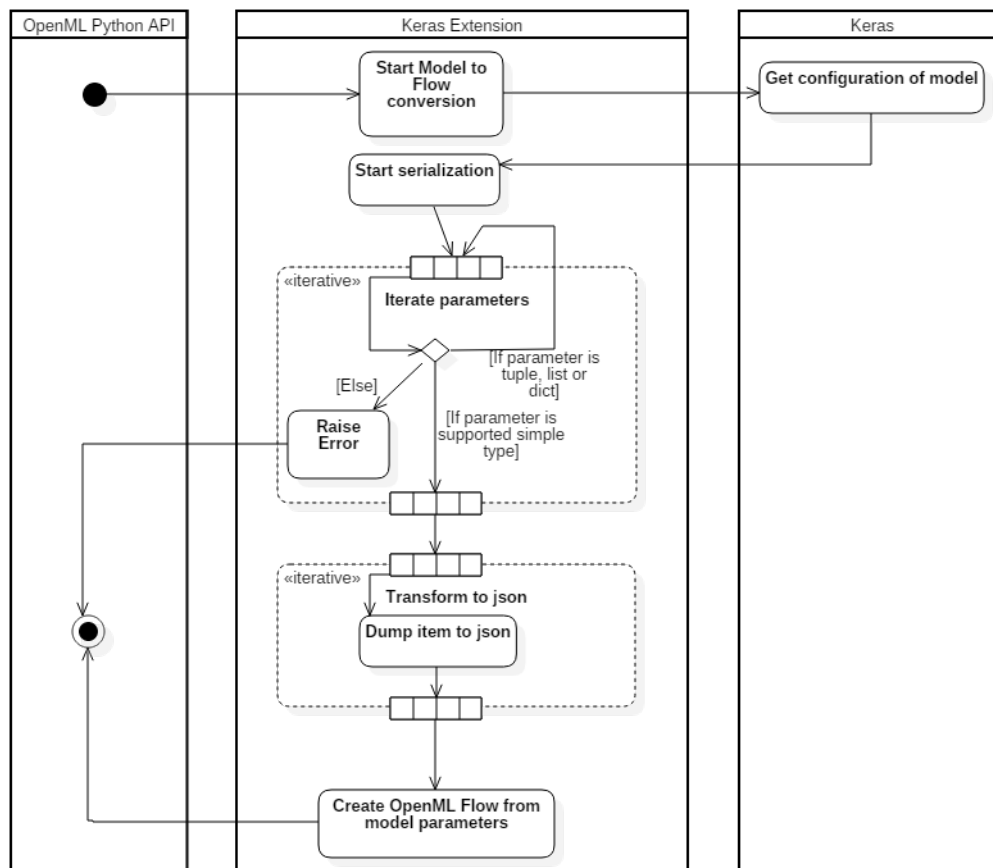 OpenML Python API
Keras Extension
Keras
Start Model to
Flow
conversion
Get configuration of model
Start serialization
«iterative»
Iterate parameters
[If parameter is
tuple, list or
dict]
[Else]
[If parameter is
supported simple
type]
Raise
Error
«iterative»
Transform to json
Dump item to json
Create OpenML Flow from
model parameters